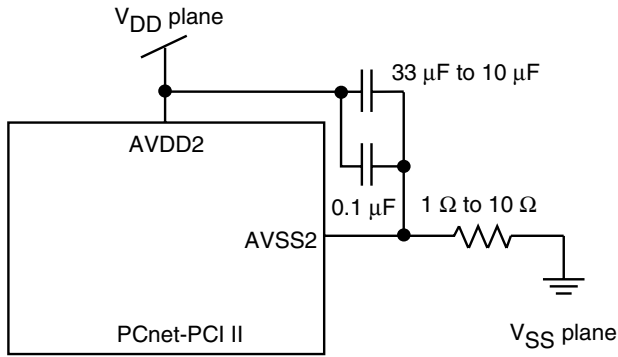 VDD plane
33 µF to 10 µF
AVDD2
0.1 µF
1 Ω to 10 Ω
AVSS2
PCnet-PCI II
VSS plane